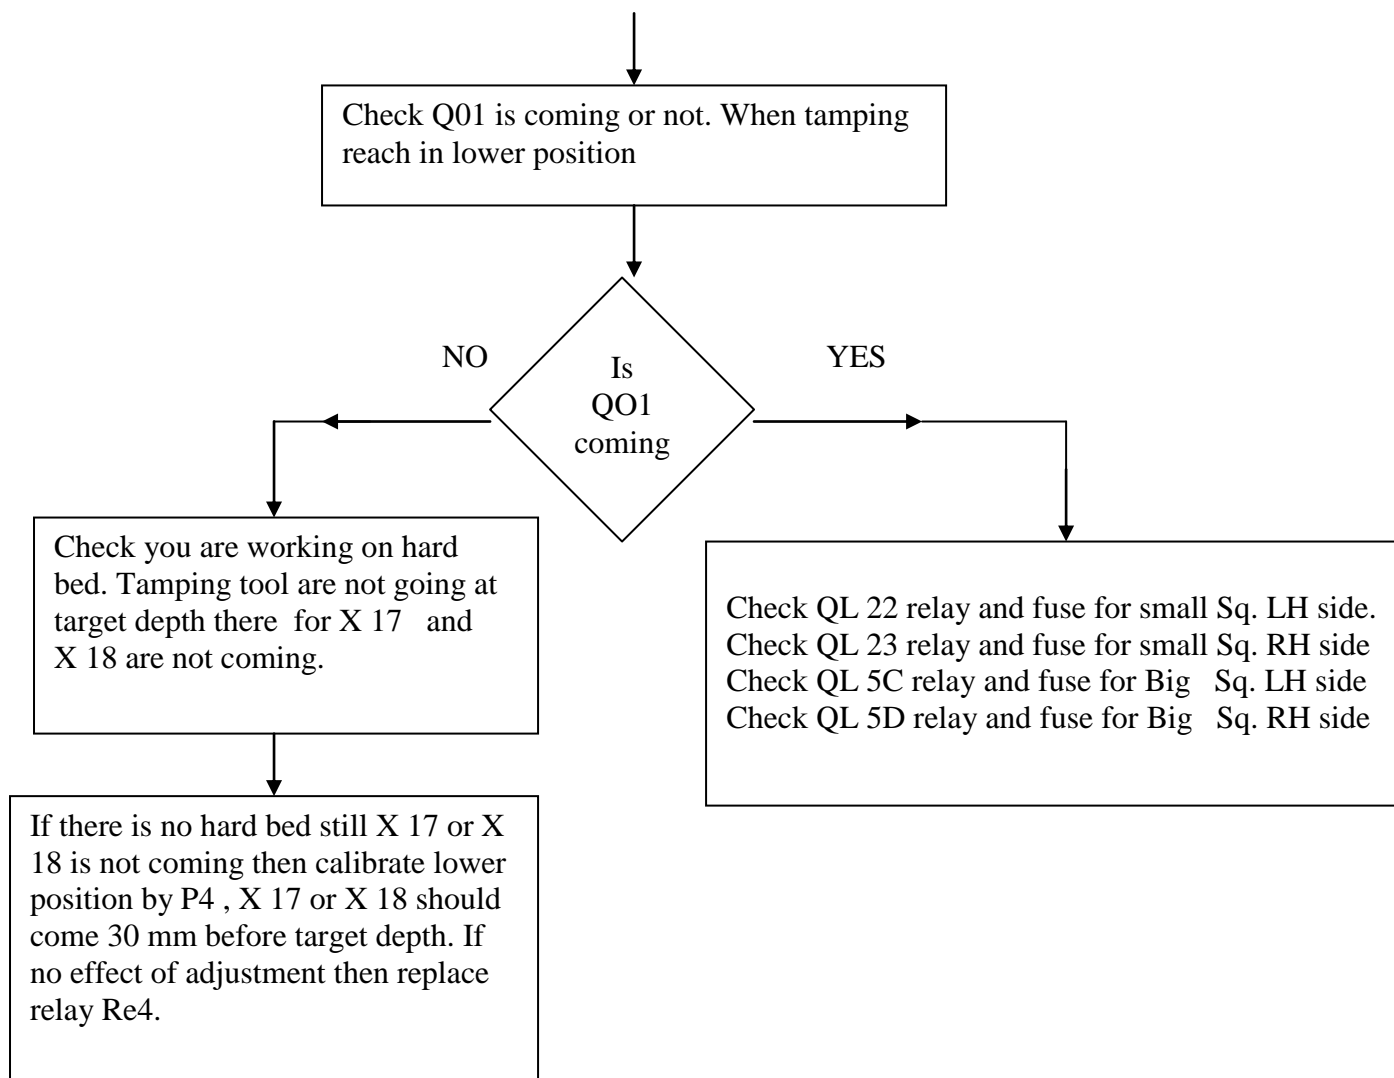 Check Q01 is coming or not. When tamping
reach in lower position
NO
YES
Is
QO1
coming
Check you are working on hard
bed. Tamping tool are not going at
target depth there for X 17 and
X 18 are not coming.
Check QL 22 relay and fuse for small Sq. LH side.
Check QL 23 relay and fuse for small Sq. RH side
Check QL 5C relay and fuse for Big Sq. LH side
Check QL 5D relay and fuse for Big Sq. RH side
If there is no hard bed still X 17 or X
18 is not coming then calibrate lower
position by P4 , X 17 or X 18 should
come 30 mm before target depth. If
no effect of adjustment then replace
relay Re4.